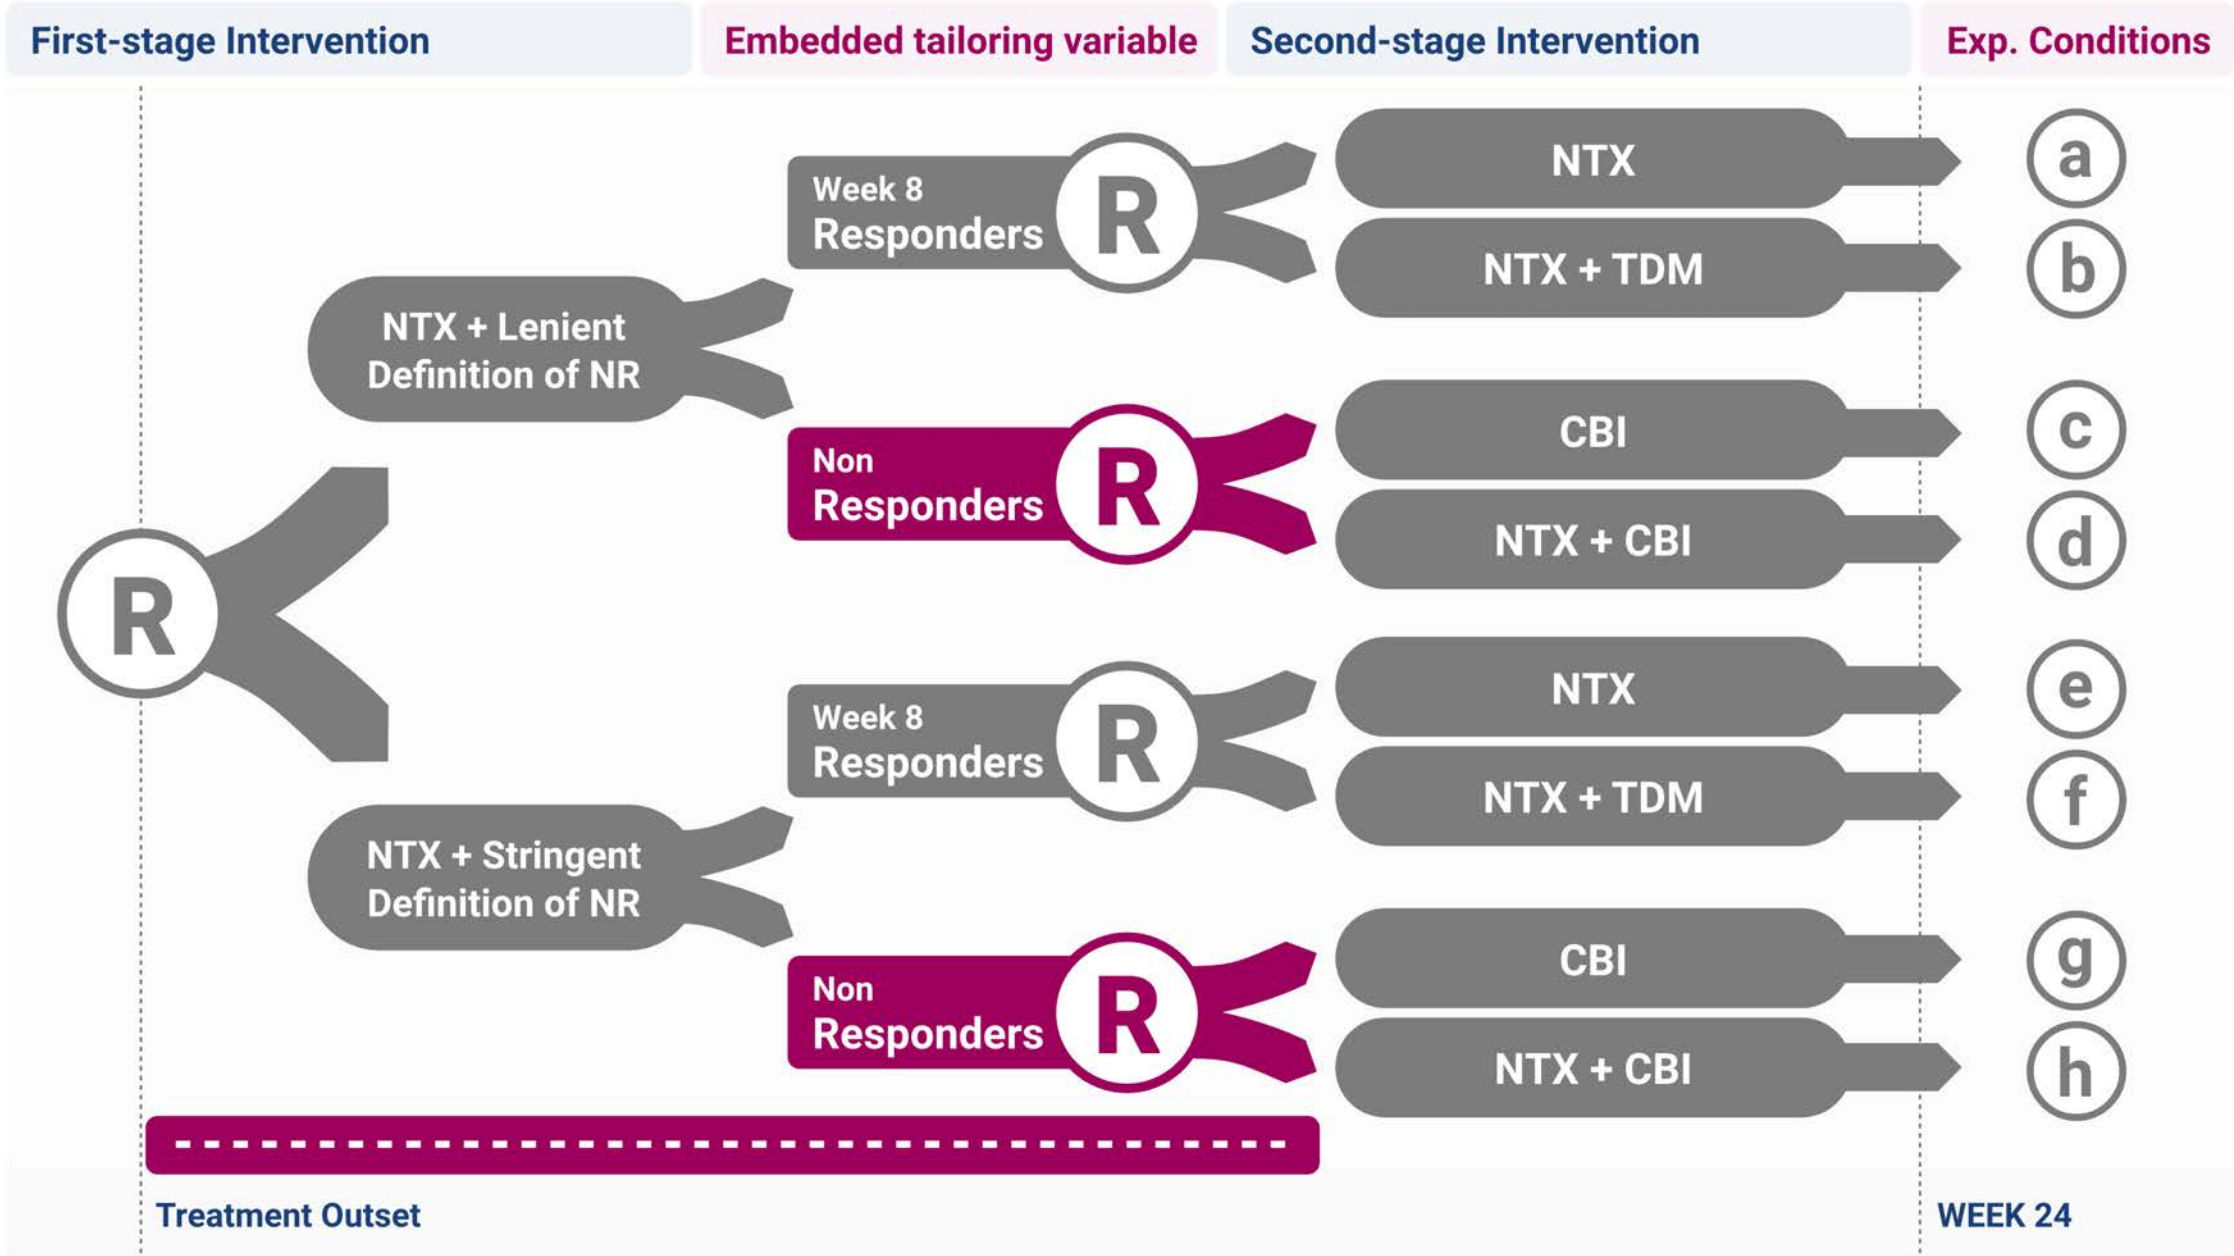 First-stage Intervention
Embedded tailoring variable
Second-stage Intervention
Exp. Conditions
R
NTX + Lenient
Definition of NR
Week 8
Responders
R
NTX
a
NTX + TDM
b
Non
Responders
R
CBI
c
NTX + CBI
d
NTX + Stringent
Definition of NR
Week 8
Responders
R
NTX
e
NTX + TDM
f
Non
Responders
R
CBI
g
NTX + CBI
h
Treatment Outset
WEEK 24